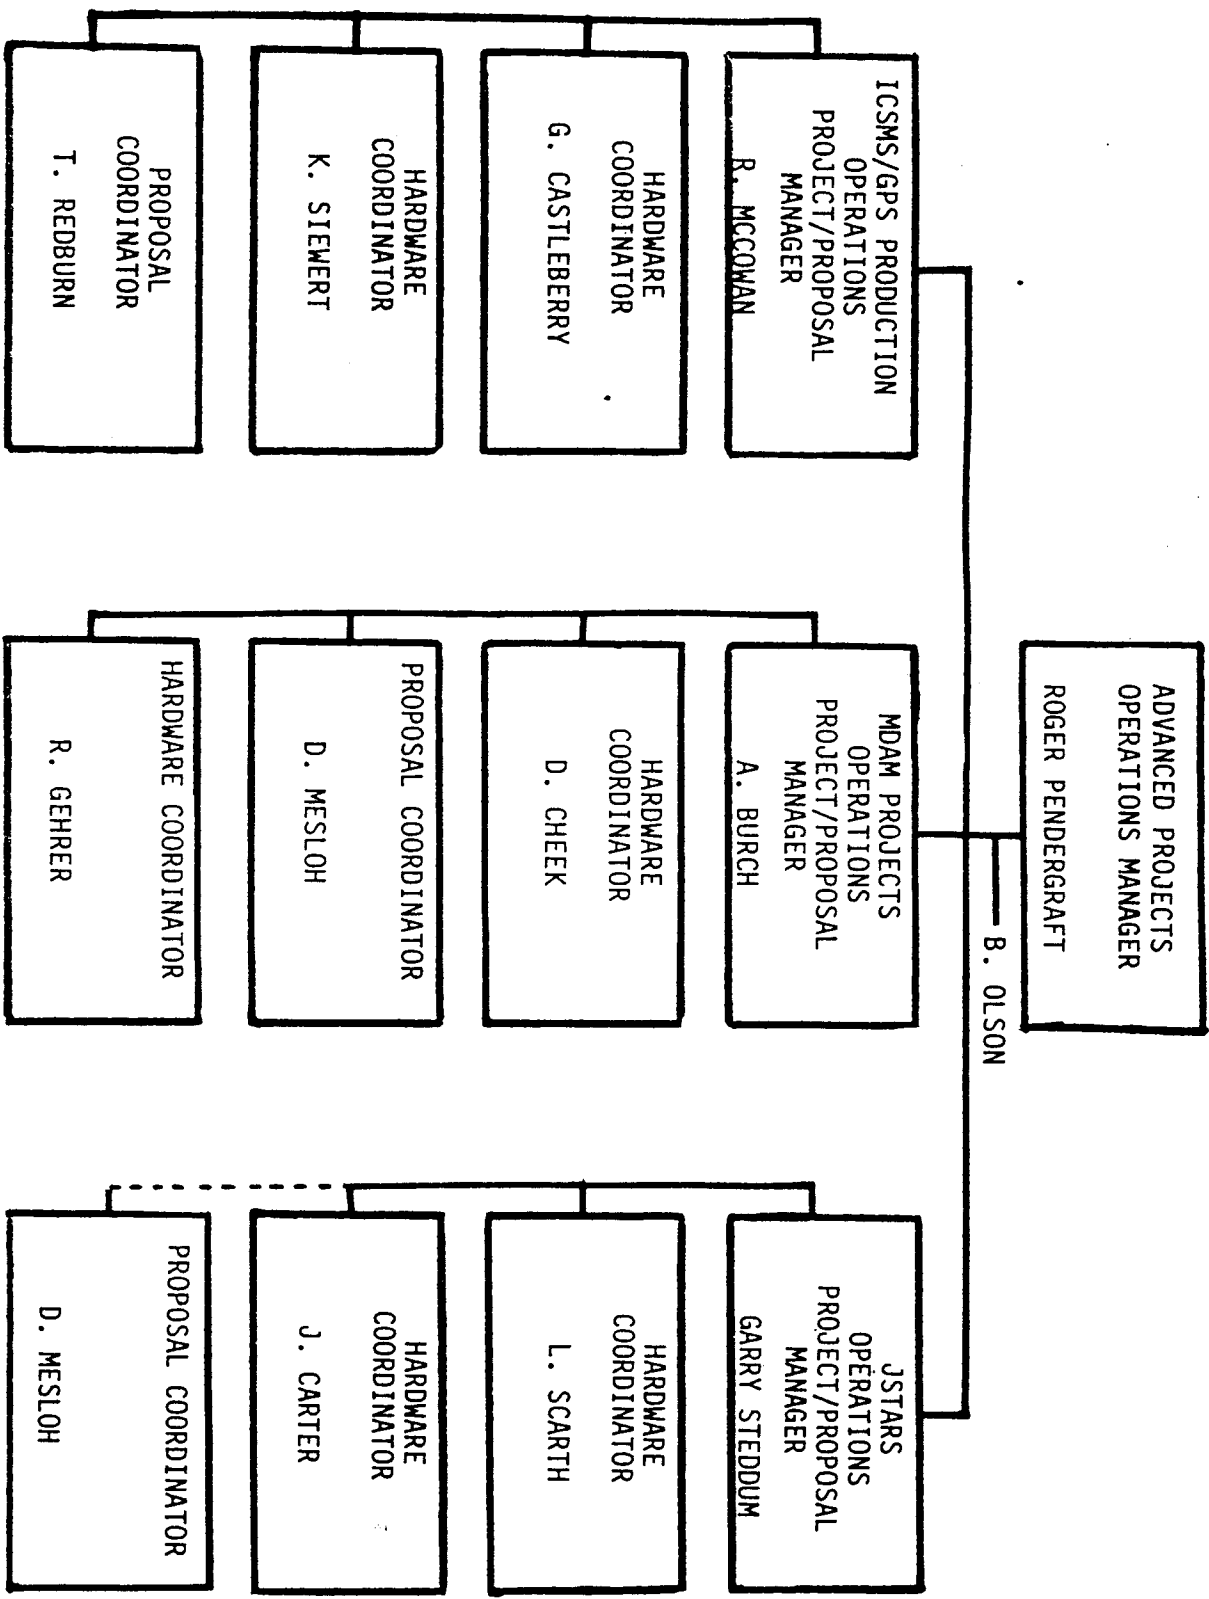 ADVANCED PROJECTS
OPERATIONS MANAGER
ROGER PENDERGRAFT
B. OLSON
ICSMS/GPS PRODUCTION
OPERATIONS
PROJECT/PROPOSAL
MANAGER
R. MCCOWAN
HARDWARE
COORDINATOR
G. CASTLEBERRY
HARDWARE
COORDINATOR
K. SIEWERT
PROPOSAL
COORDINATOR
T. REDBURN
MDAM PROJECTS
OPERATIONS
PROJECT/PROPOSAL
MANAGER
A. BURCH
HARDWARE
COORDINATOR
D. CHEEK
PROPOSAL COORDINATOR
D. MESLOH
HARDWARE COORDINATOR
R. GEHRER
JSTARS
OPERATIONS
PROJECT/PROPOSAL
MANAGER
GARRY STEDDUM
HARDWARE
COORDINATOR
L. SCARTH
HARDWARE
COORDINATOR
J. CARTER
PROPOSAL COORDINATOR
D. MESLOH